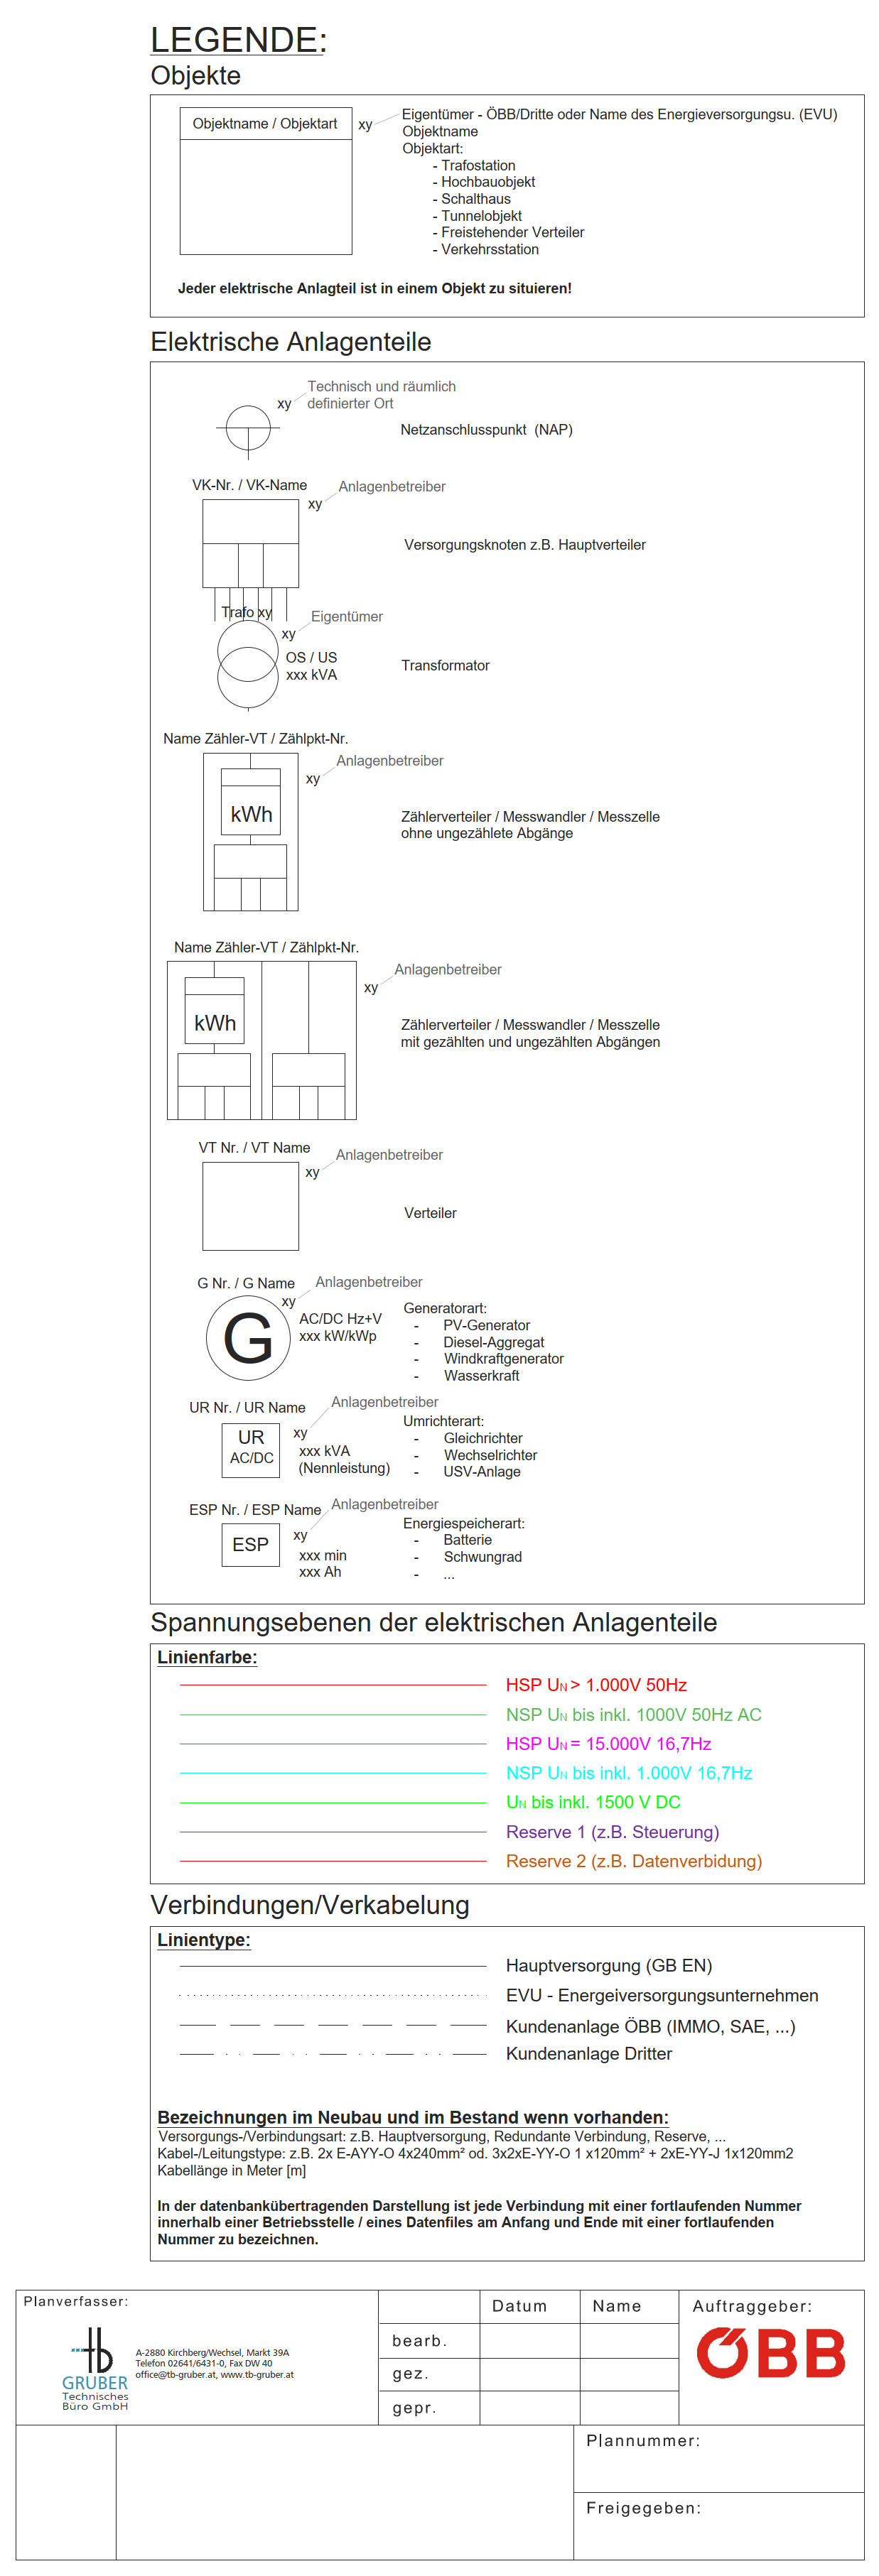 LEGENDE:
Objekte
Objektname / Objektart
xy
Eigentümer - ÖBB/Dritte oder Name des Energieversorgungsu. (EVU)
Objektname
Objektart:
- Trafostation
- Hochbauobjekt
- Schalthaus
- Tunnelobjekt
- Freistehender Verteiler
- Verkehrsstation
Jeder elektrische Anlagteil ist in einem Objekt zu situieren!
Elektrische Anlagenteile
Technisch und räumlich
definierter Ort
xy
Netzanschlusspunkt (NAP)
VK-Nr. / VK-Name
Anlagenbetreiber
xy
Versorgungsknoten z.B. Hauptverteiler
Trafo xy
Eigentümer
xy
OS / US
xxx kVA
Transformator
Name Zähler-VT / Zählpkt-Nr.
Anlagenbetreiber
xy
kWh
Zählerverteiler / Messwandler / Messzelle
ohne ungezählte Abgänge
Name Zähler-VT / Zählpkt-Nr.
Anlagenbetreiber
xy
kWh
Zählerverteiler / Messwandler / Messzelle
mit gezählten und ungezählten Abgängen
VT Nr. / VT Name
Anlagenbetreiber
xy
Verteiler
G Nr. / G Name
Anlagenbetreiber
xy
G
AC/DC Hz+V
xxx kW/kWp
Generatorart:
- PV-Generator
- Diesel-Aggregat
- Windkraftgenerator
- Wasserkraft
UR Nr. / UR Name
Anlagenbetreiber
xy
UR
AC/DC
xxx kVA
(Nennleistung)
Umrichterart:
- Gleichrichter
- Wechselrichter
- USV-Anlage
ESP Nr. / ESP Name
Anlagenbetreiber
xy
ESP
xxx min
xxx Ah
Energiespeicherart:
- Batterie
- Schwungrad
- ...
Spannungsebenen der elektrischen Anlagenteile
Linienfarbe:
HSP UN > 1.000V 50Hz
NSP UN bis inkl. 1000V 50Hz AC
HSP UN = 15.000V 16,7Hz
NSP UN bis inkl. 1.000V 16,7Hz
UN bis inkl. 1500 V DC
Reserve 1 (z.B. Steuerung)
Reserve 2 (z.B. Datenverbidung)
Verbindungen/Verkabelung
Linientype:
Hauptversorgung (GB EN)
EVU - Energeiversorgungsunternehmen
Kundenanlage ÖBB (IMMO, SAE, ...)
Kundenanlage Dritter
Bezeichnungen im Neubau und im Bestand wenn vorhanden:
Versorgungs-/Verbindungsart: z.B. Hauptversorgung, Redundante Verbindung, Reserve, ...
Kabel-/Leitungstype: z.B. 2x E-AYY-O 4x240mm² od. 3x2xE-YY-O 1 x120mm² + 2xE-YY-J 1x120mm2
Kabellänge in Meter [m]
In der datenbankübertragenden Darstellung ist jede Verbindung mit einer fortlaufenden Nummer
innerhalb einer Betriebsstelle / eines Datenfiles am Anfang und Ende mit einer fortlaufenden
Nummer zu bezeichnen.
Planverfasser:
tb
GRUBER
Technisches
Büro GmbH
A-2880 Kirchberg/Wechsel, Markt 39A
Telefon 02641/6431-0, Fax DW 40
office@tb-gruber.at, www.tb-gruber.at
Datum
Name
bearb.
gez.
gepr.
Auftraggeber:
ÖBB
Plannummer:
Freigegeben: